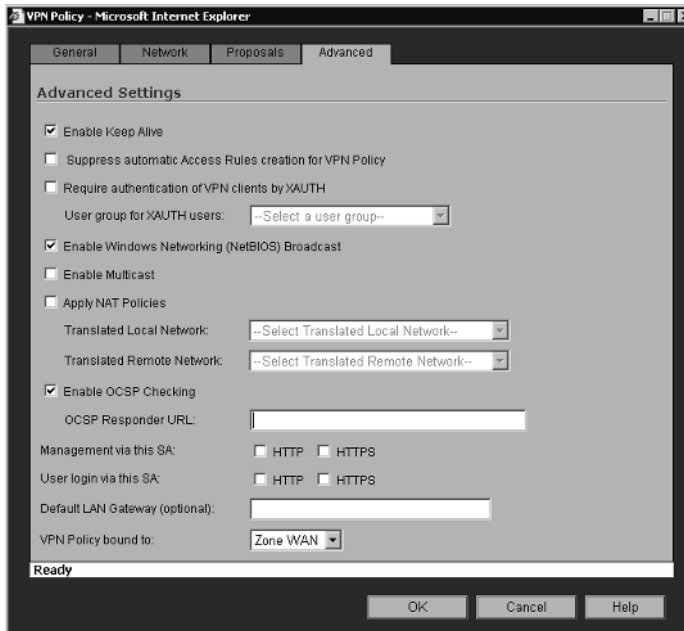 VPN Policy - Microsoft Internet Explorer
General Network Proposals Advanced
Advanced Settings
Enable Keep Alive
Suppress automatic Access Rules creation for VPN Policy
Require authentication of VPN clients by XAUTH
User group for XAUTH users: --Select a user group--
Enable Windows Networking (NetBIOS) Broadcast
Enable Multicast
Apply NAT Policies
Translated Local Network: --Select Translated Local Network--
Translated Remote Network: --Select Translated Remote Network--
Enable OCSP Checking
OCSP Responder URL:
Management via this SA: HTTP HTTPS
User login via this SA: HTTP HTTPS
Default LAN Gateway (optional):
VPN Policy bound to: Zone WAN
Ready
OK Cancel Help